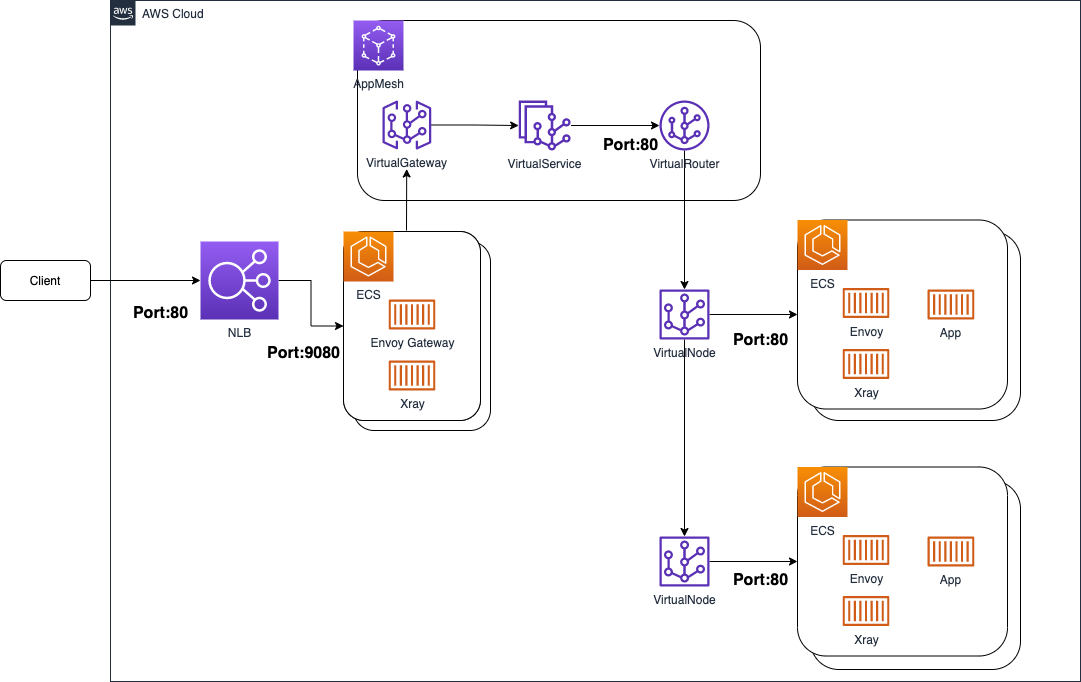 aws
AWS Cloud
AppMesh
VirtualGateway
VirtualService
Port:80
VirtualRouter
Client
Port:80
NLB
Port:9080
ECS
Envoy Gateway
Xray
VirtualNode
Port:80
ECS
Envoy
App
Xray
VirtualNode
Port:80
ECS
Envoy
App
Xray